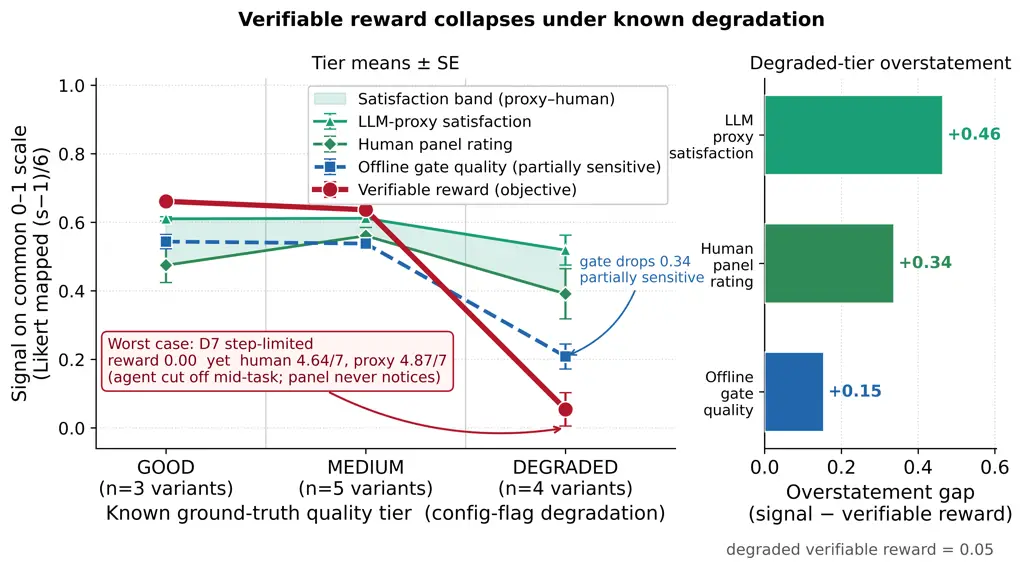 Verifiable reward collapses under known degradation
Tier means ± SE
Signal on common 0–1 scale
(Likert mapped (s−1)/6)
1.0
0.8
0.6
0.4
0.2
0.0
Satisfaction band (proxy–human)
LLM-proxy satisfaction
Human panel rating
Offline gate quality (partially sensitive)
Verifiable reward (objective)
gate drops 0.34
partially sensitive
Worst case: D7 step-limited
reward 0.00  yet  human 4.64/7, proxy 4.87/7
(agent cut off mid-task; panel never notices)
GOOD
(n=3 variants)
MEDIUM
(n=5 variants)
DEGRADED
(n=4 variants)
Known ground-truth quality tier  (config-flag degradation)
Degraded-tier overstatement
LLM
proxy
satisfaction
+0.46
Human
panel
rating
+0.34
Offline
gate
quality
+0.15
0.0
0.2
0.4
0.6
Overstatement gap
(signal − verifiable reward)
degraded verifiable reward = 0.05